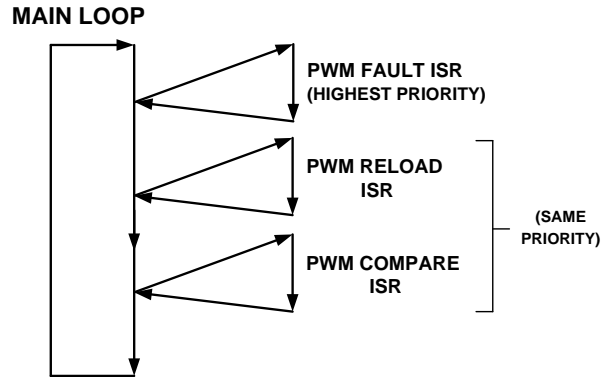 MAIN LOOP
PWM FAULT ISR
(HIGHEST PRIORITY)
PWM RELOAD
ISR
(SAME
PRIORITY)
PWM COMPARE
ISR